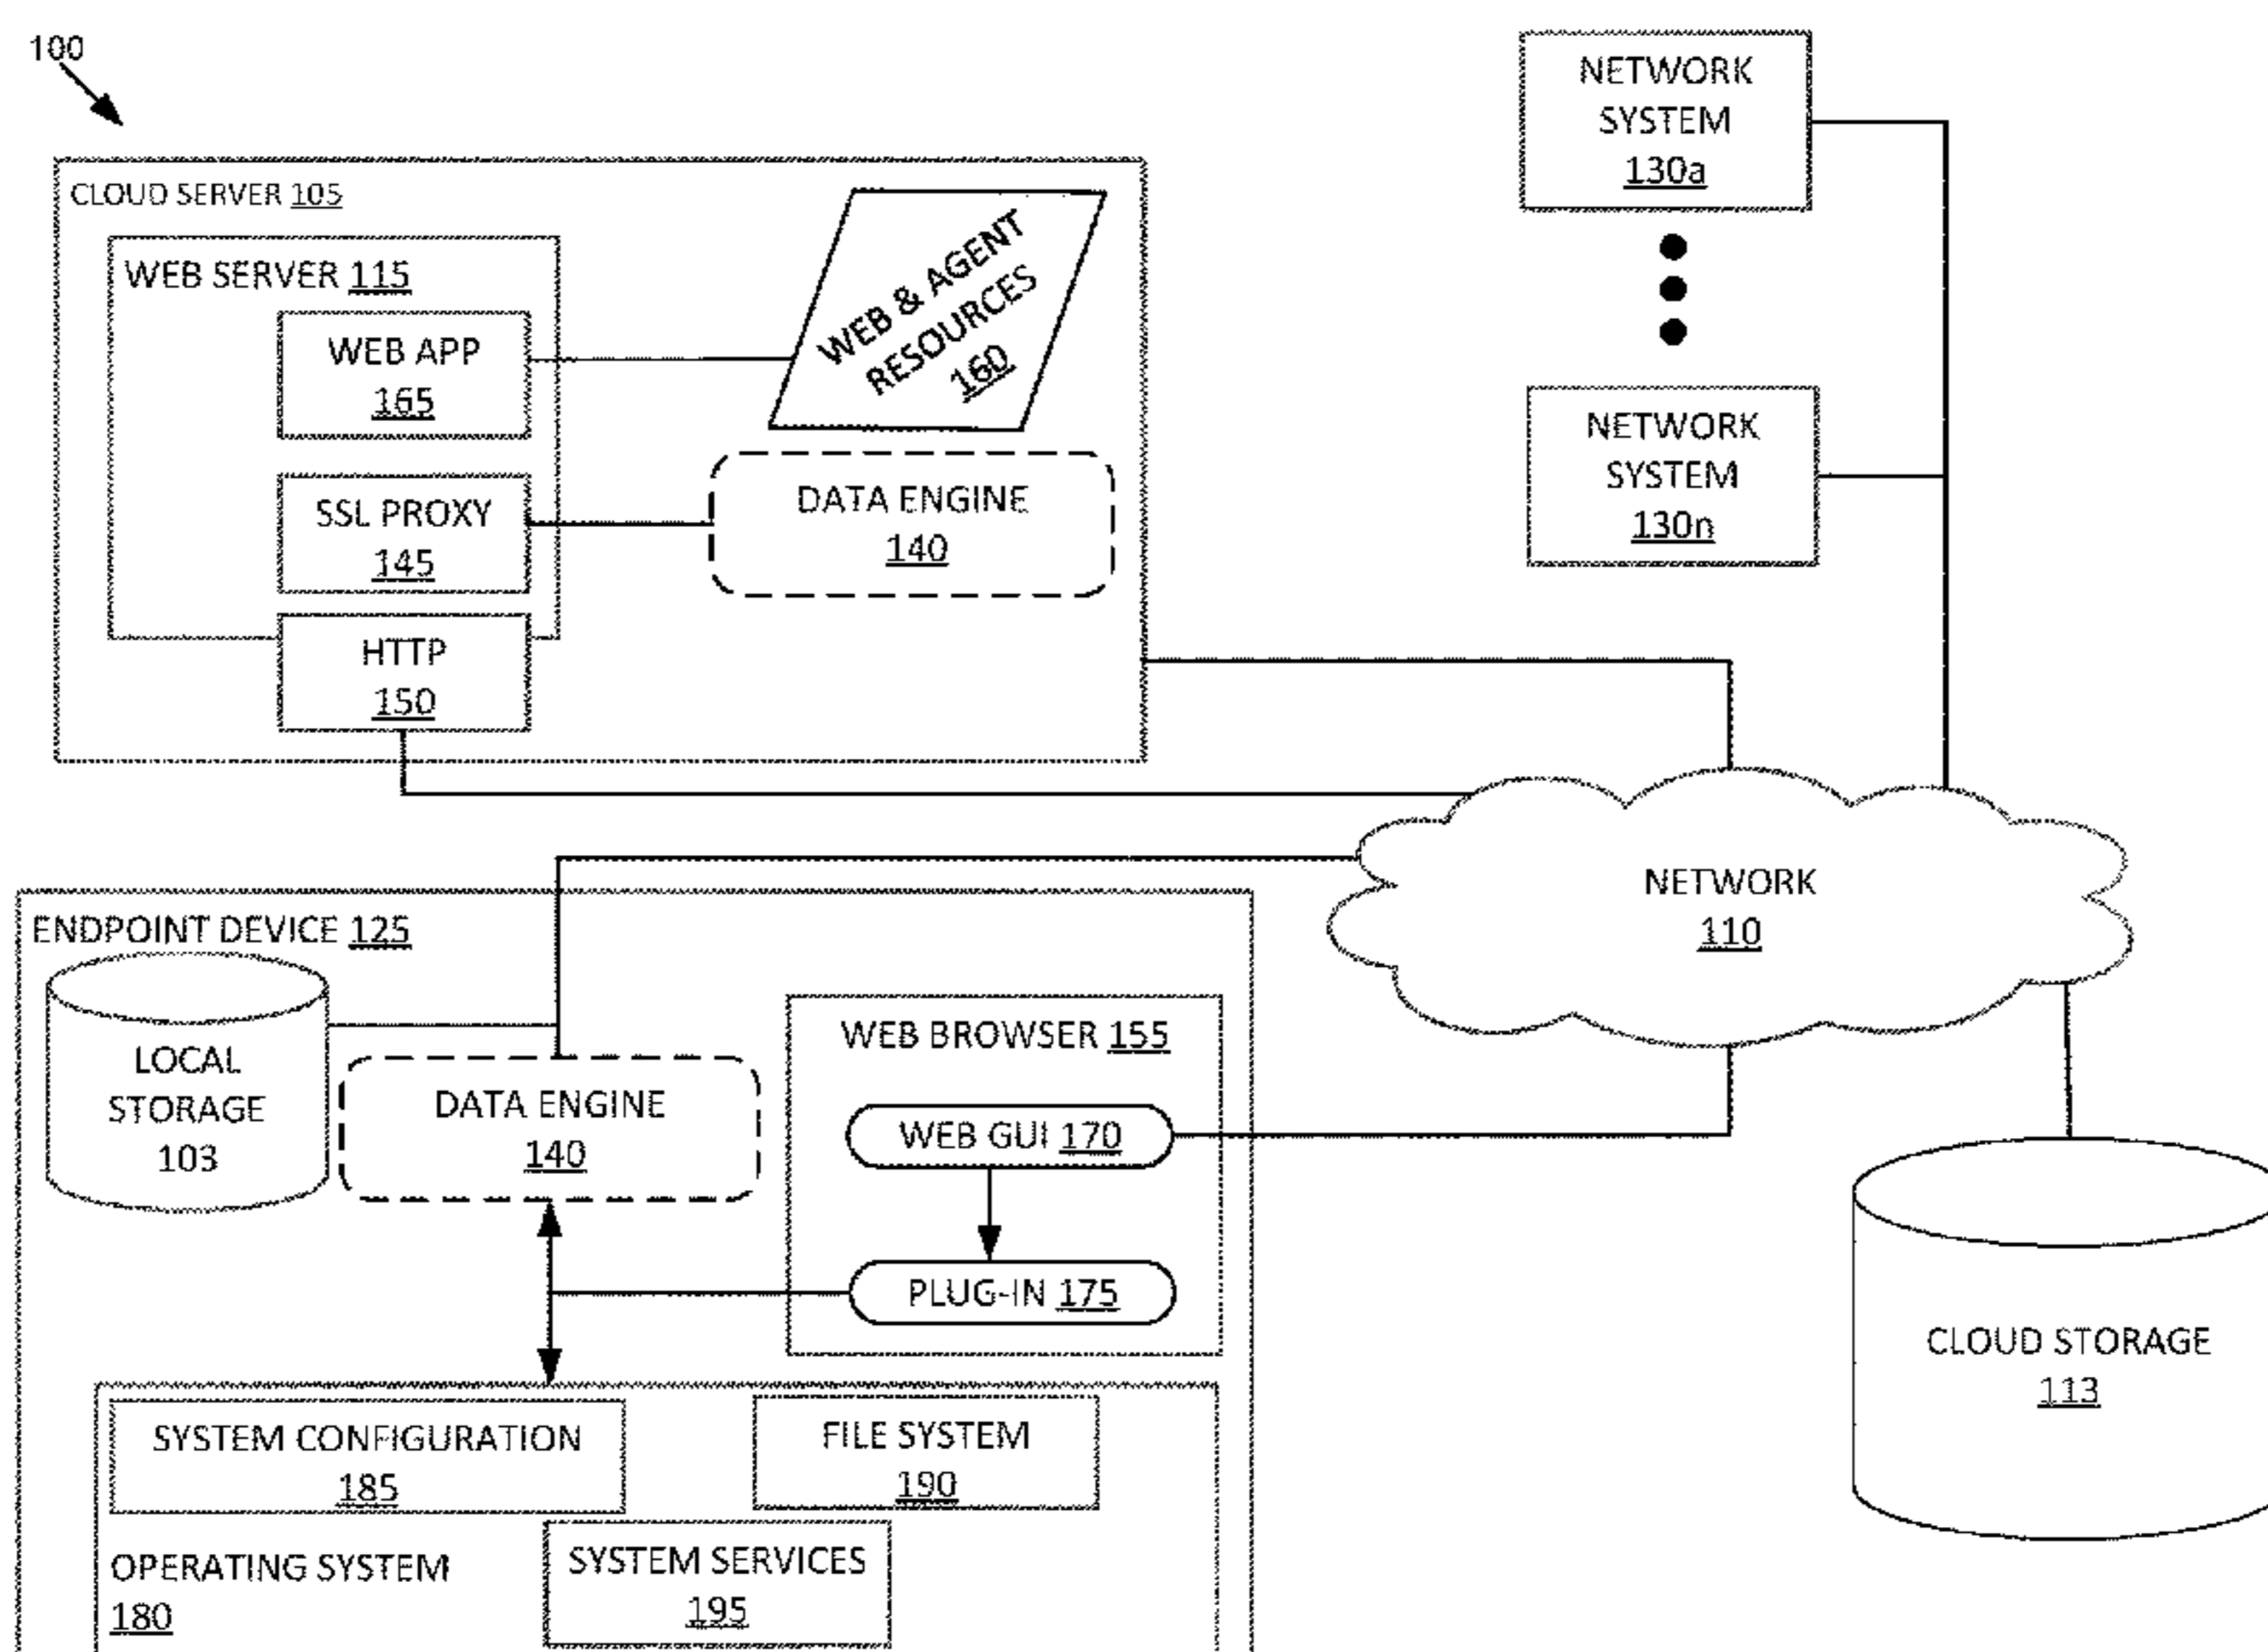 100
CLOUD SERVER 105
WEB SERVER 115
WEB APP
165
SSL PROXY
145
HTTP
150
WEB & AGENT
RESOURCES
160
DATA ENGINE
140
NETWORK
SYSTEM
130a
NETWORK
SYSTEM
130n
NETWORK
110
ENDPOINT DEVICE 125
LOCAL
STORAGE
103
DATA ENGINE
140
WEB BROWSER 155
WEB GUI 170
PLUG-IN 175
CLOUD STORAGE
113
SYSTEM CONFIGURATION
185
FILE SYSTEM
190
OPERATING SYSTEM
180
SYSTEM SERVICES
195